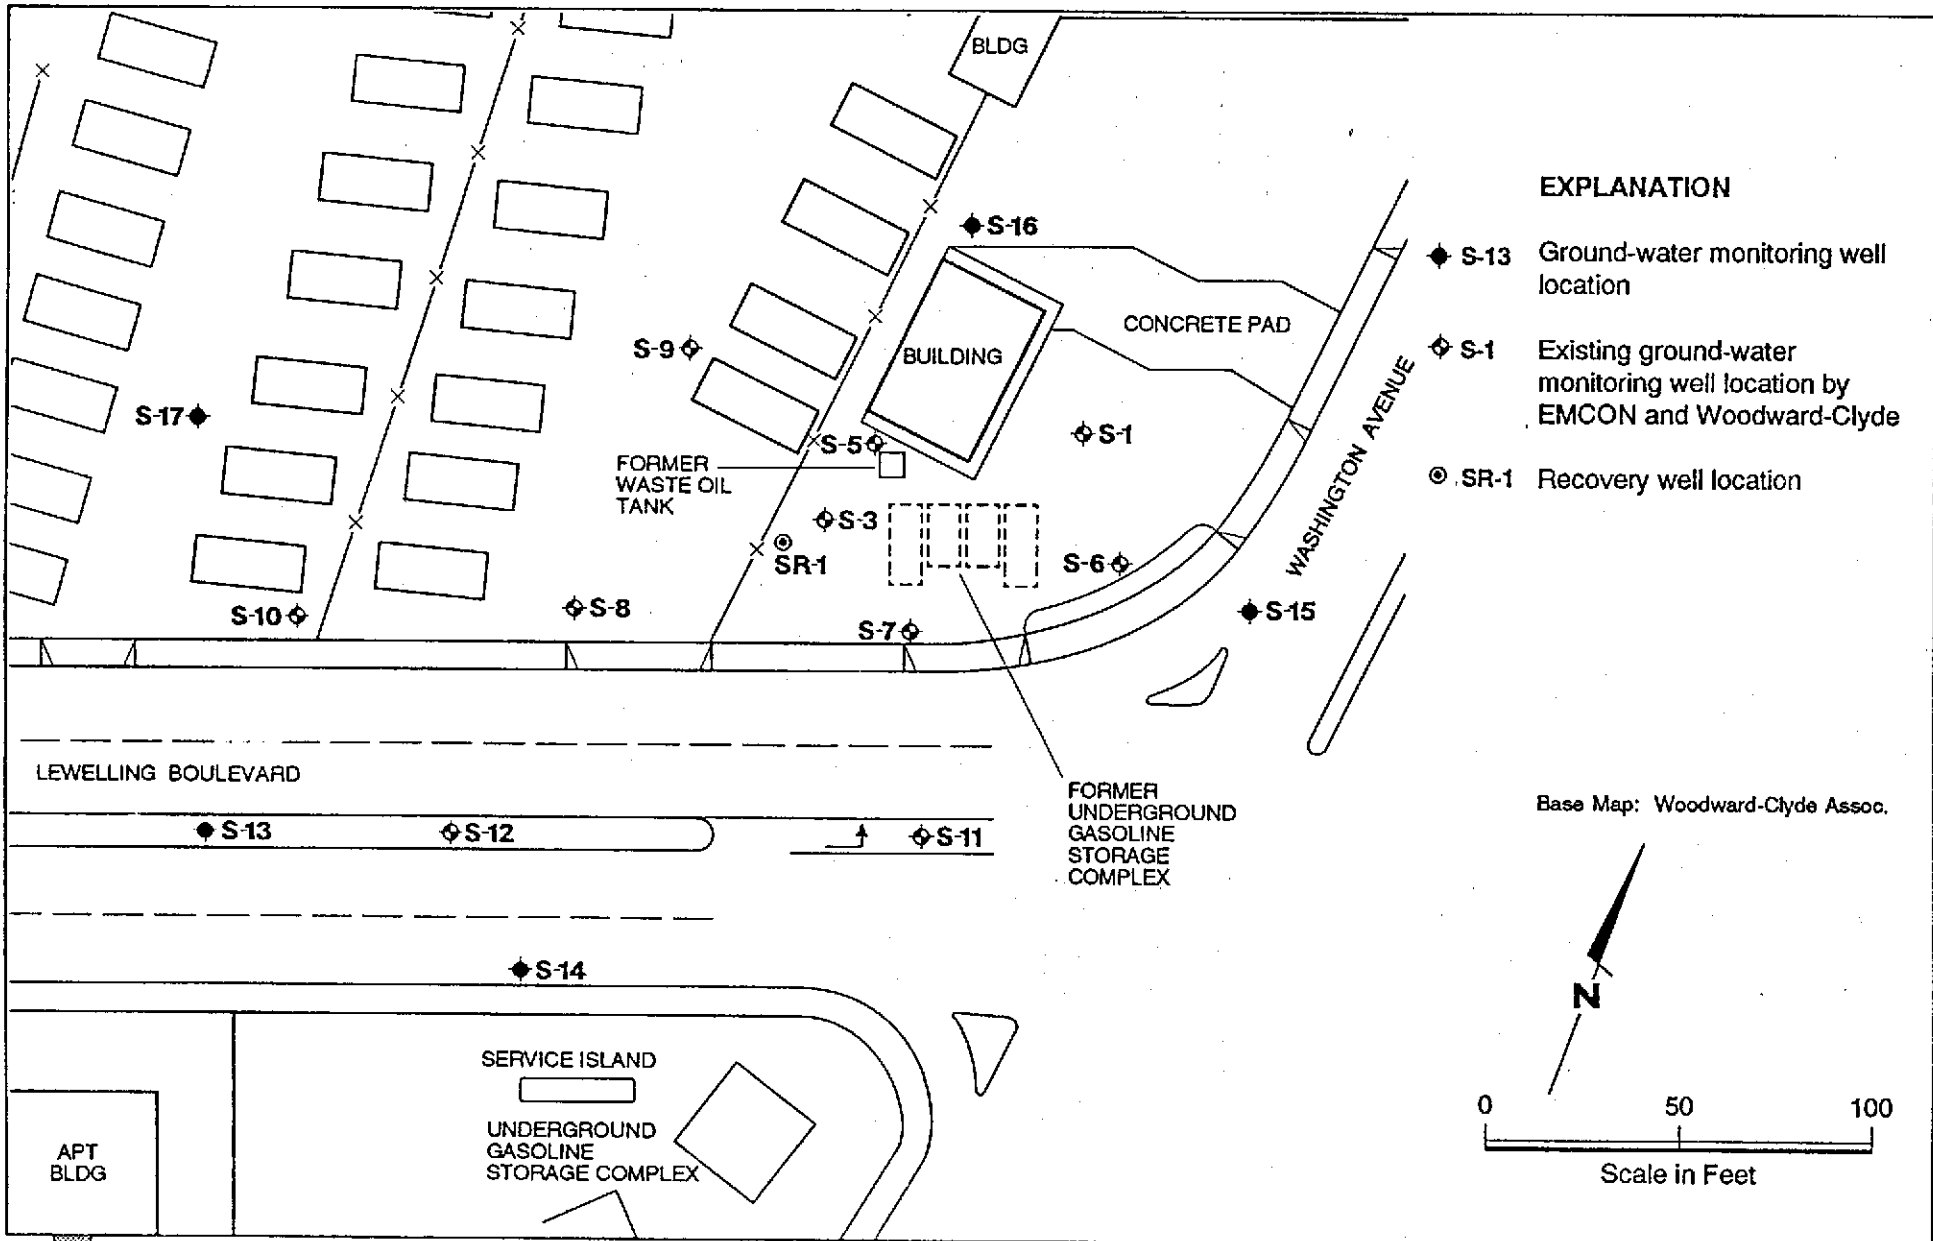 BLDG
EXPLANATION
S-16
S-13 Ground-water monitoring well
location
CONCRETE PAD
S-9
BUILDING
S-1 Existing ground-water
monitoring well location by
EMCON and Woodward-Clyde
WASHINGTON AVENUE
S-17
S-5
S-1
FORMER
WASTE OIL
TANK
SR-1 Recovery well location
S-3
SR-1
S-6
S-10
S-8
S-7
S-15
LEWELLING BOULEVARD
FORMER
UNDERGROUND
GASOLINE
STORAGE
COMPLEX
Base Map: Woodward-Clyde Assoc.
S-13
S-12
S-11
S-14
N
SERVICE ISLAND
UNDERGROUND
GASOLINE
STORAGE COMPLEX
APT
BLDG
0 50 100
Scale in Feet